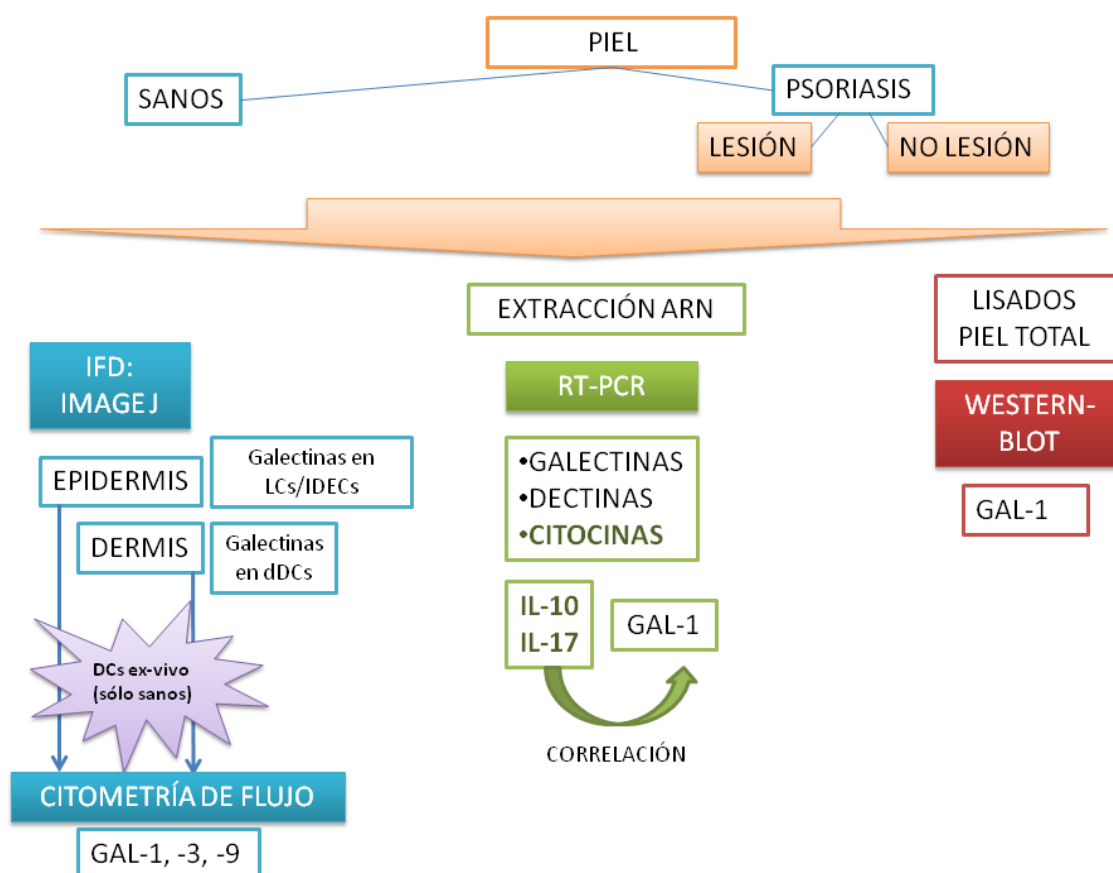 PIEL
SANOS
PSORIASIS
LESIÓN
NO LESIÓN
EXTRACCIÓN ARN
LISADOS
PIEL TOTAL
IFD:
IMAGE J
RT-PCR
WESTERN-
BLOT
EPIDERMIS
Galectinas en
LCs/IDECs
DERMIS
Galectinas
en dDCs
•GALECTINAS
•DECTINAS
•CITOCINAS
GAL-1
IL-10
IL-17
GAL-1
CORRELACIÓN
DCs ex-vivo
(sólo sanos)
CITOMETRÍA DE FLUJO
GAL-1, -3, -9